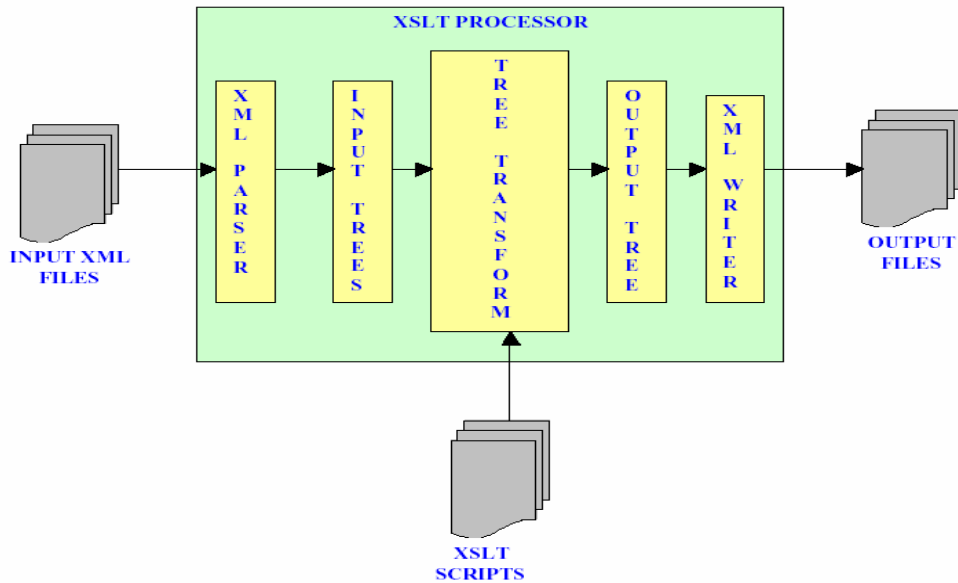 XSLT PROCESSOR
XML PARSER
INPUT TREES
TREE TRANSFORM
OUTPUT TREE
XML WRITER
INPUT XML
FILES
OUTPUT
FILES
XSLT
SCRIPTS